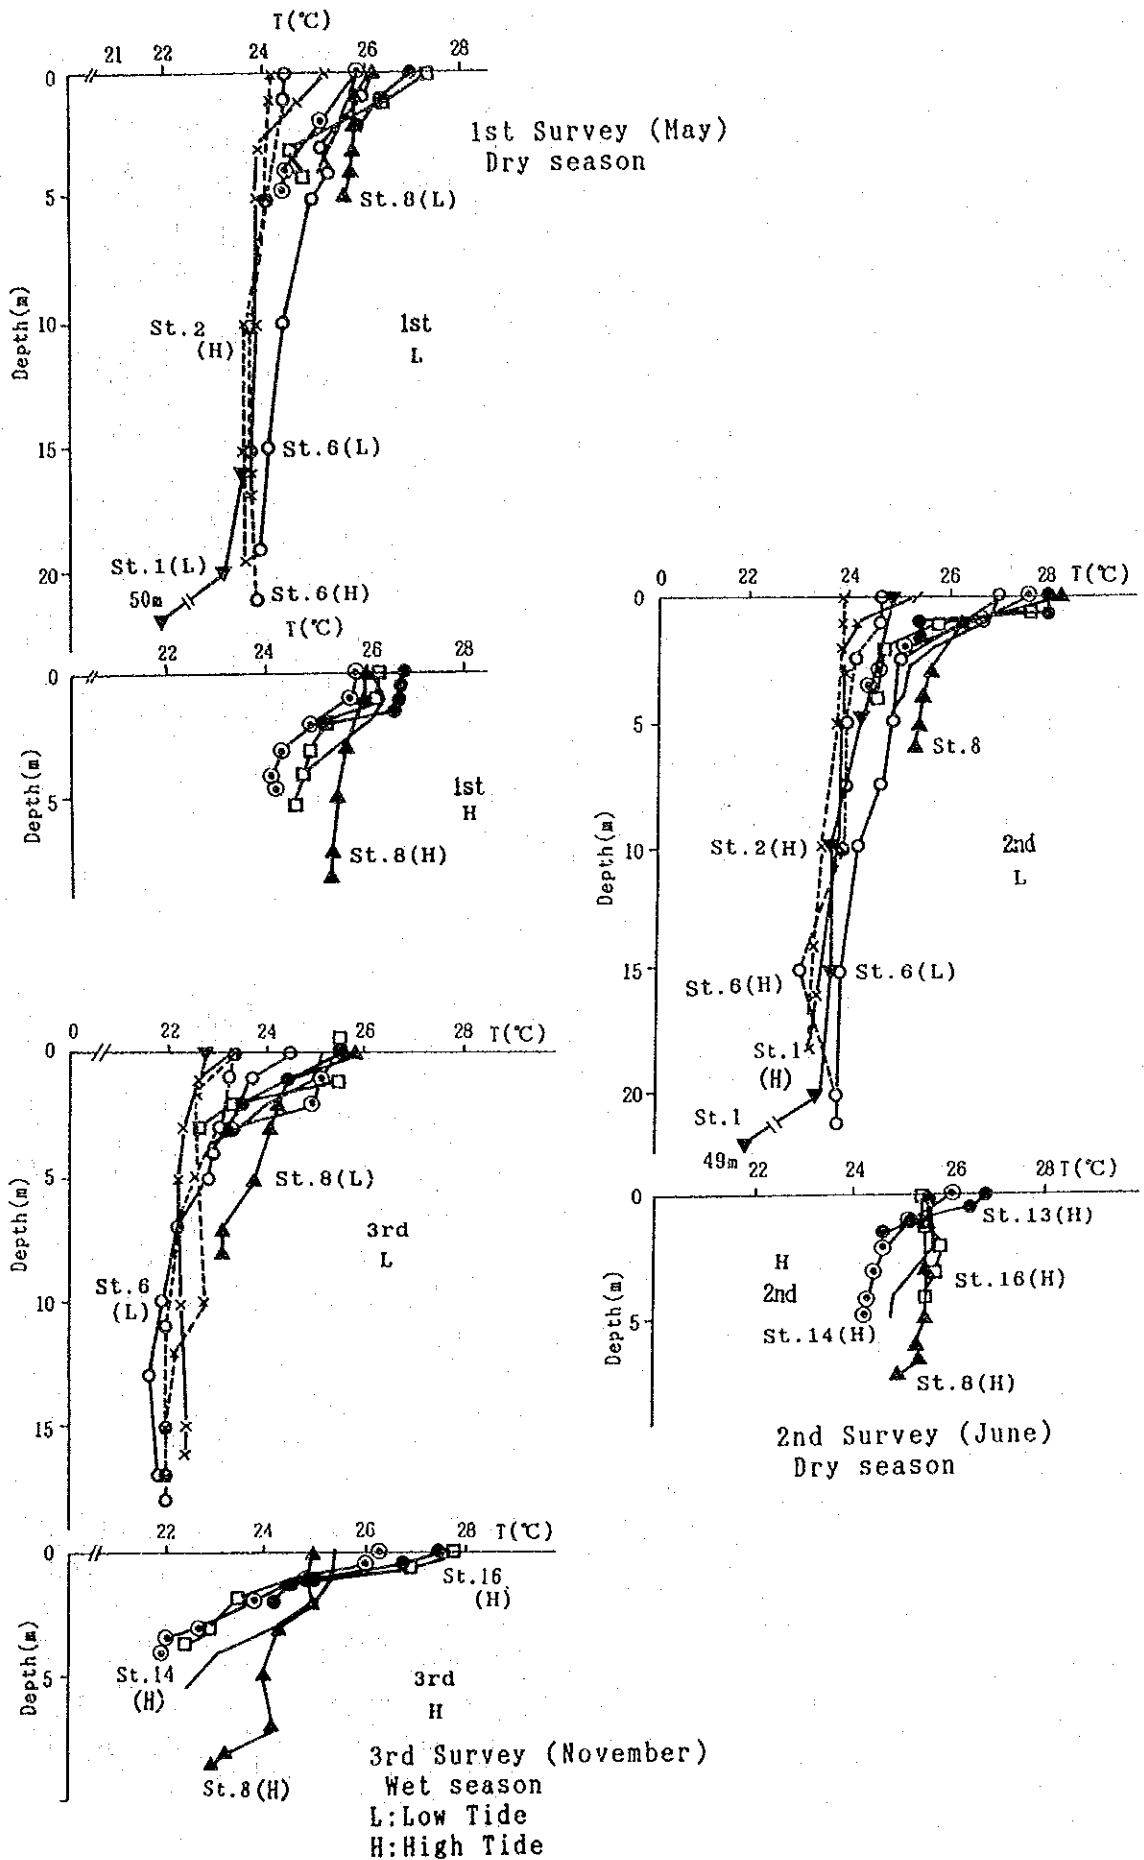 T(℃)
21 22 24 26 28
0
5
10
15
20
Depth(m)
1st Survey (May)
Dry season
St.8(L)
St.2
(H)
1st
L
St.6(L)
St.1(L)
50m
St.6(H)
T(℃)
22 24 26 28
0
5
Depth(m)
1st
H
St.8(H)
0 22 24 26 28 T(℃)
0
5
10
15
20
Depth(m)
St.8
St.2(H)
2nd
L
St.6(H)
St.6(L)
St.1
(H)
St.1
49m
0 22 24 26 28 T(℃)
0
5
10
15
Depth(m)
St.8(L)
3rd
L
St.6
(L)
22 24 26 28 T(℃)
0
5
Depth(m)
St.13(H)
H
2nd
St.16(H)
St.14(H)
St.8(H)
2nd Survey (June)
Dry season
22 24 26 28 T(℃)
0
5
Depth(m)
St.16
(H)
St.14
(H)
3rd
H
St.8(H)
3rd Survey (November)
Wet season
L:Low Tide
H:High Tide